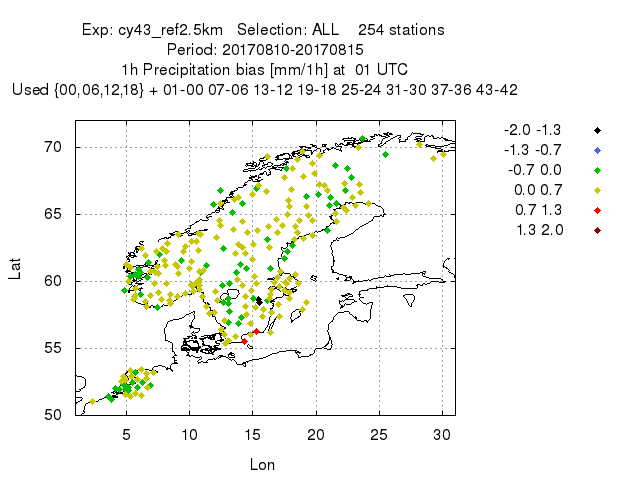 Exp: cy43_ref2.5km   Selection: ALL    254 stations
Period: 20170810-20170815
1h Precipitation bias [mm/1h] at  01 UTC
Used {00,06,12,18} + 01-00 07-06 13-12 19-18 25-24 31-30 37-36 43-42
-2.0 -1.3
-1.3 -0.7
-0.7 0.0
0.0 0.7
0.7 1.3
1.3 2.0
70
65
60
55
50
Lat
5 10 15 20 25 30
Lon